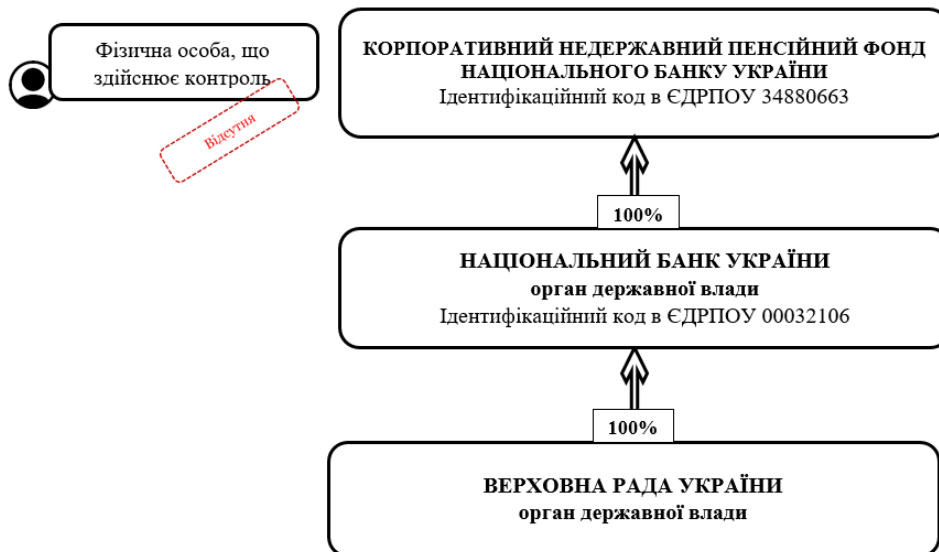 Фізична особа, що
здійснює контроль
Відсутня
КОРПОРАТИВНИЙ НЕДЕРЖАВНИЙ ПЕНСІЙНИЙ ФОНД
НАЦІОНАЛЬНОГО БАНКУ УКРАЇНИ
Ідентифікаційний код в ЄДРПОУ 34880663
100%
НАЦІОНАЛЬНИЙ БАНК УКРАЇНИ
орган державної влади
Ідентифікаційний код в ЄДРПОУ 00032106
100%
ВЕРХОВНА РАДА УКРАЇНИ
орган державної влади